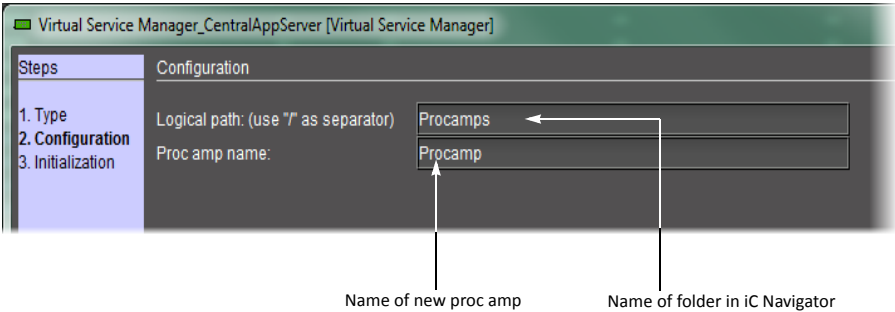 Virtual Service Manager_CentralAppServer [Virtual Service Manager]
Steps
Configuration
1. Type
2. Configuration
3. Initialization
Logical path: (use "/" as separator)
Procamps
Proc amp name:
Procamp
Name of new proc amp
Name of folder in iC Navigator